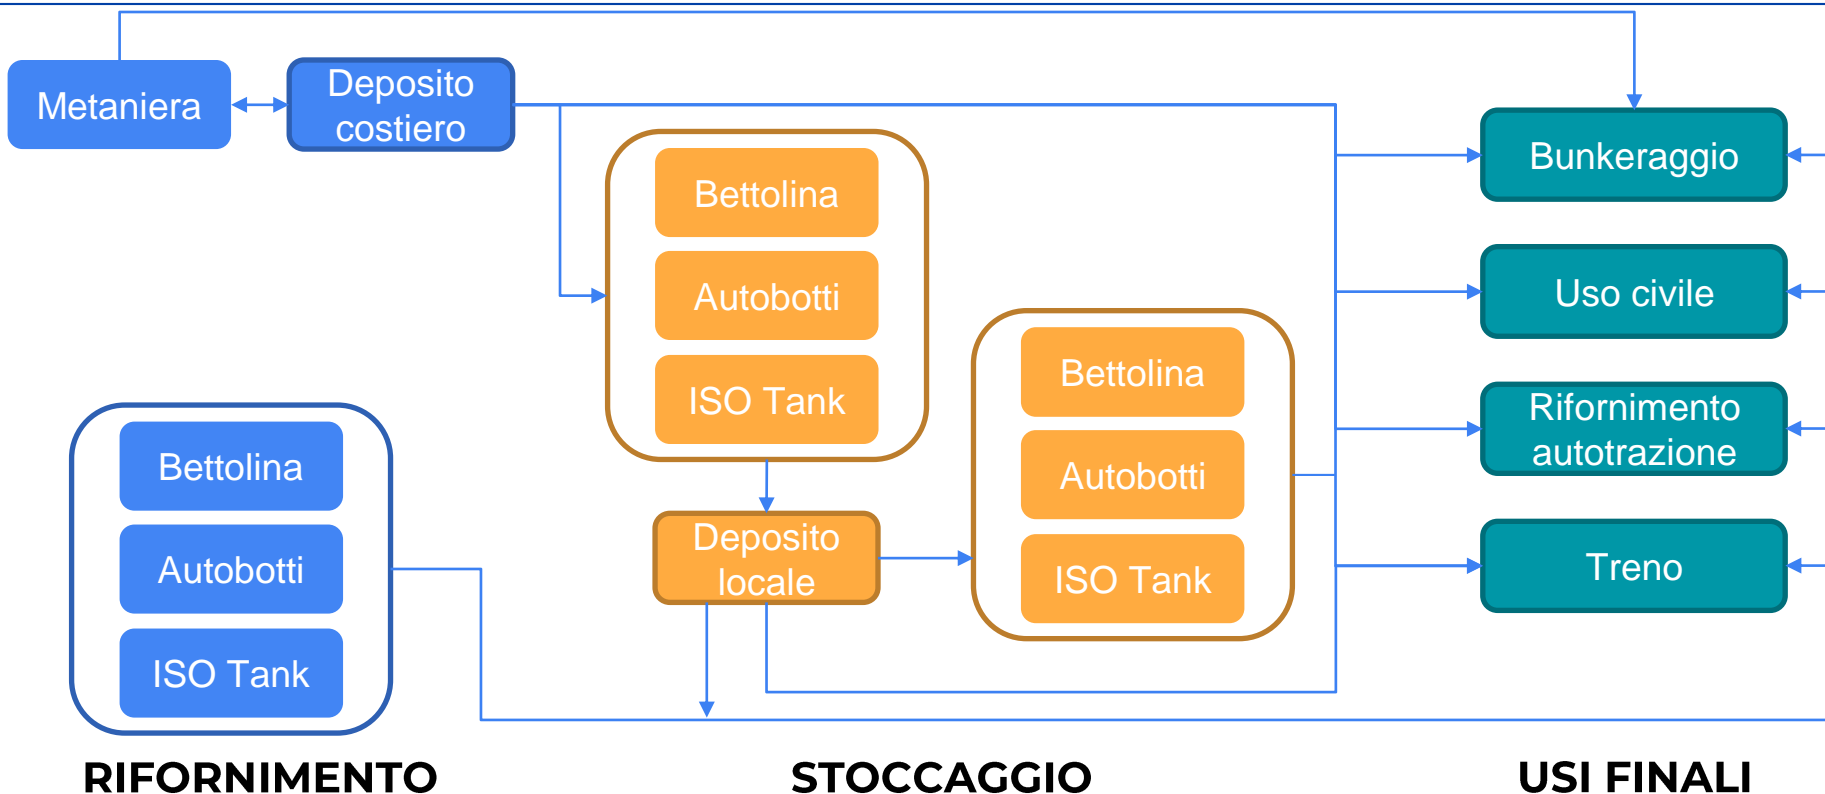 Metaniera
Deposito
costiero
Bettolina
Autobotti
ISO Tank
Bettolina
Autobotti
ISO Tank
Deposito
locale
Bettolina
Autobotti
ISO Tank
Bunkeraggio
Uso civile
Rifornimento
autotrazione
Treno
RIFORNIMENTO
STOCCAGGIO
USI FINALI